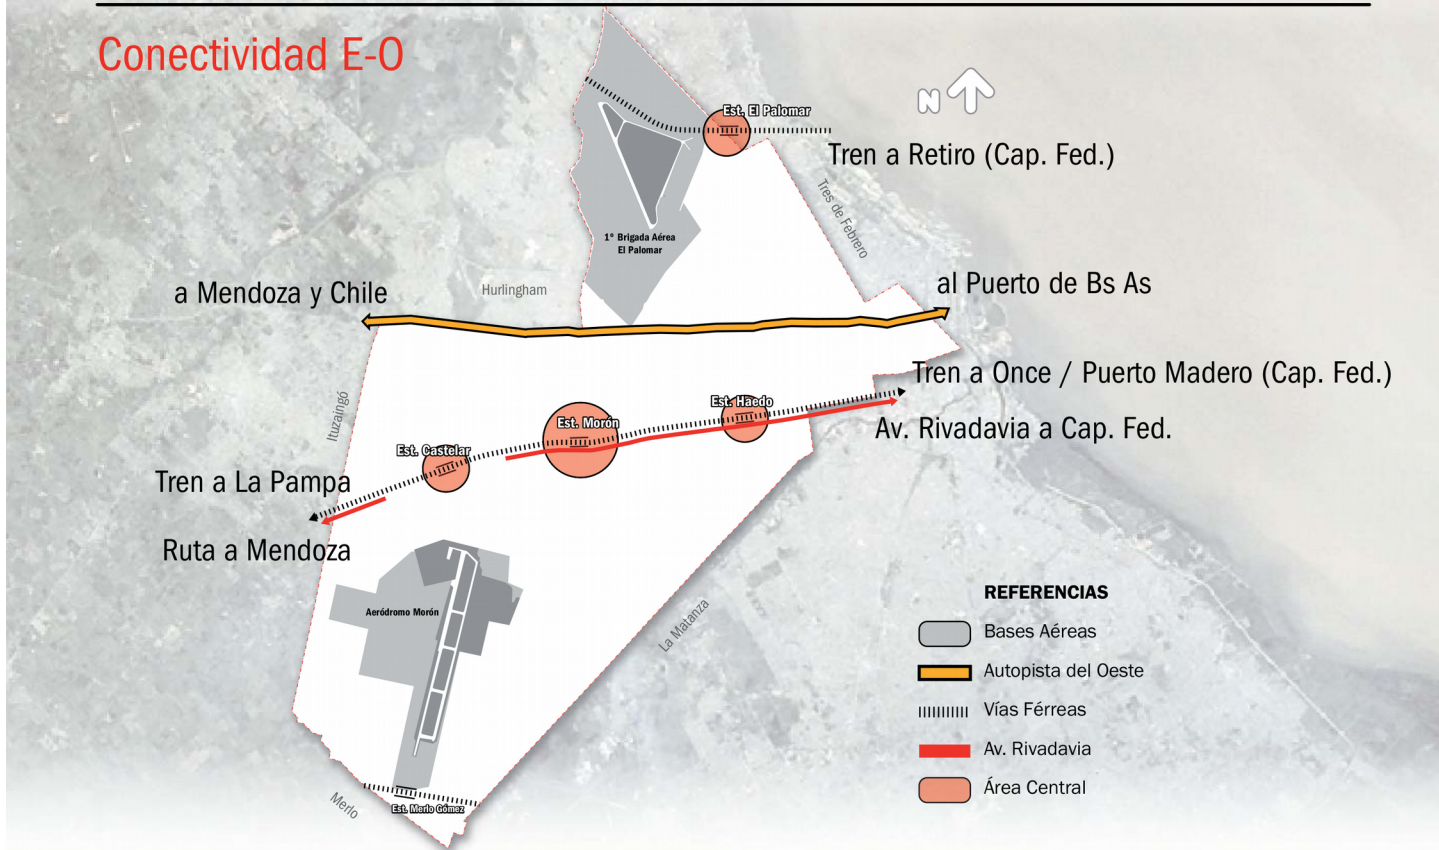 Conectividad E-O
Est. El Palomar
N
Tren a Retiro (Cap. Fed.)
Tres de Febrero
1° Brigada Aérea
El Palomar
a Mendoza y Chile
Hurlingham
al Puerto de Bs As
Ituzaingó
Tren a Once / Puerto Madero (Cap. Fed.)
Est. Haedo
Est. Morón
Av. Rivadavia a Cap. Fed.
Est. Castelar
Tren a La Pampa
Ruta a Mendoza
Aeródromo Morón
La Matanza
Merlo
Est. Merlo Gómez
REFERENCIAS
Bases Aéreas
Autopista del Oeste
Vías Férreas
Av. Rivadavia
Área Central